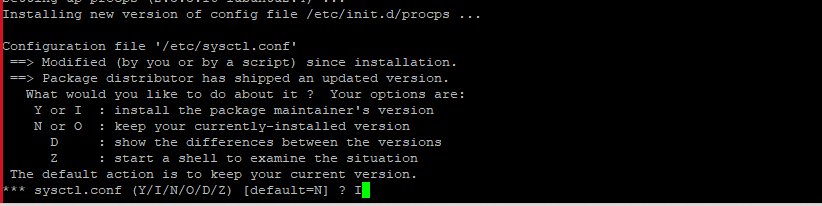 Installing new version of config file /etc/init.d/procps ...
Configuration file '/etc/sysctl.conf'
==> Modified (by you or by a script) since installation.
==> Package distributor has shipped an updated version.
What would you like to do about it ?  Your options are:
Y or I  : install the package maintainer's version
N or O  : keep your currently-installed version
D     : show the differences between the versions
Z     : start a shell to examine the situation
The default action is to keep your current version.
*** sysctl.conf (Y/I/N/O/D/Z) [default=N] ? I